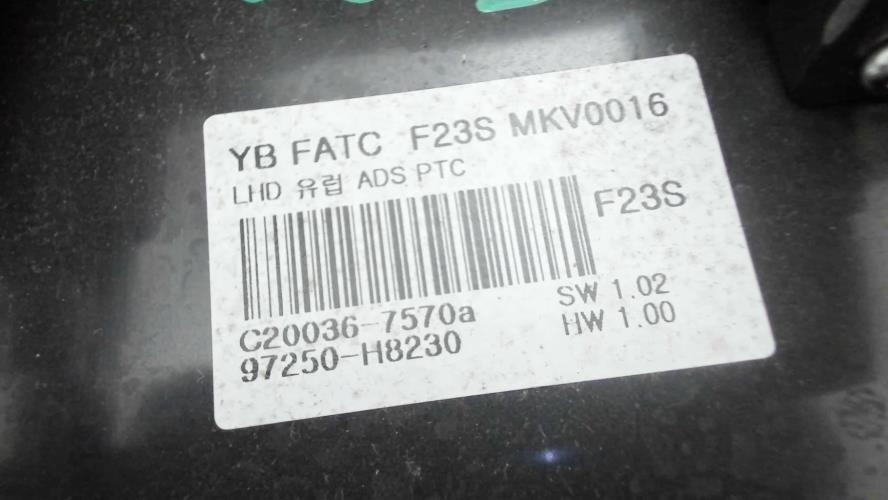 YB FATC F23S MKV0016
LHD 유럽 ADS PTC
F23S
C20036-7570a
SW 1.02
97250-H8230
HW 1.00